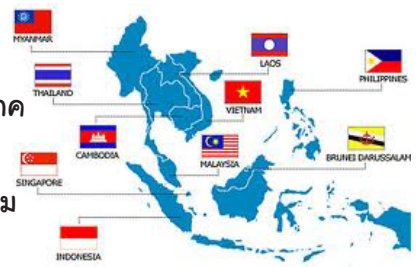 MYANMAR
LAOS
PHILIPPINES
THAILAND
VIETNAM
CAMBODIA
MALAYSIA
BRUNEI DARUSSALAM
SINGAPORE
INDONESIA